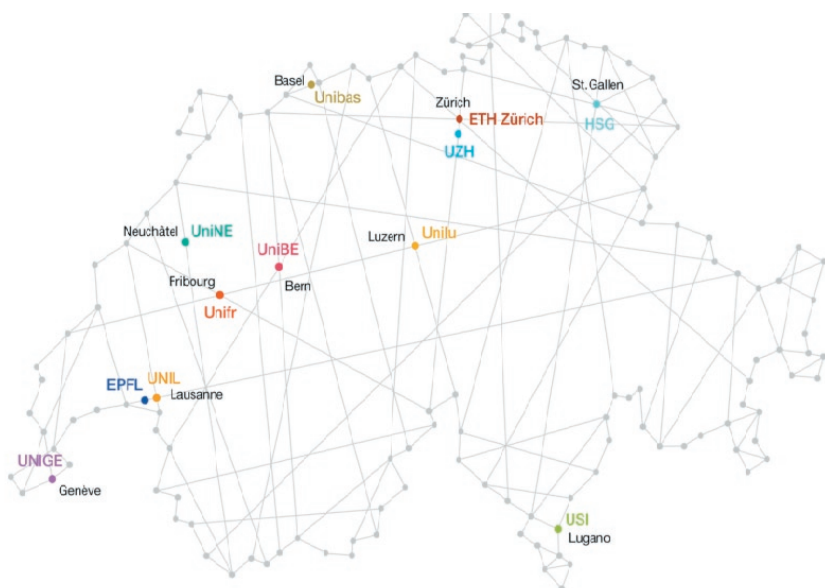 Basel
Unibas
St. Gallen
HSG
Zürich
ETH Zürich
UZH
Neuchâtel
UniNE
UniBE
Bern
Luzern
Unilu
Fribourg
Unifr
EPFL
UNIL
Lausanne
UNIGE
Genève
USI
Lugano